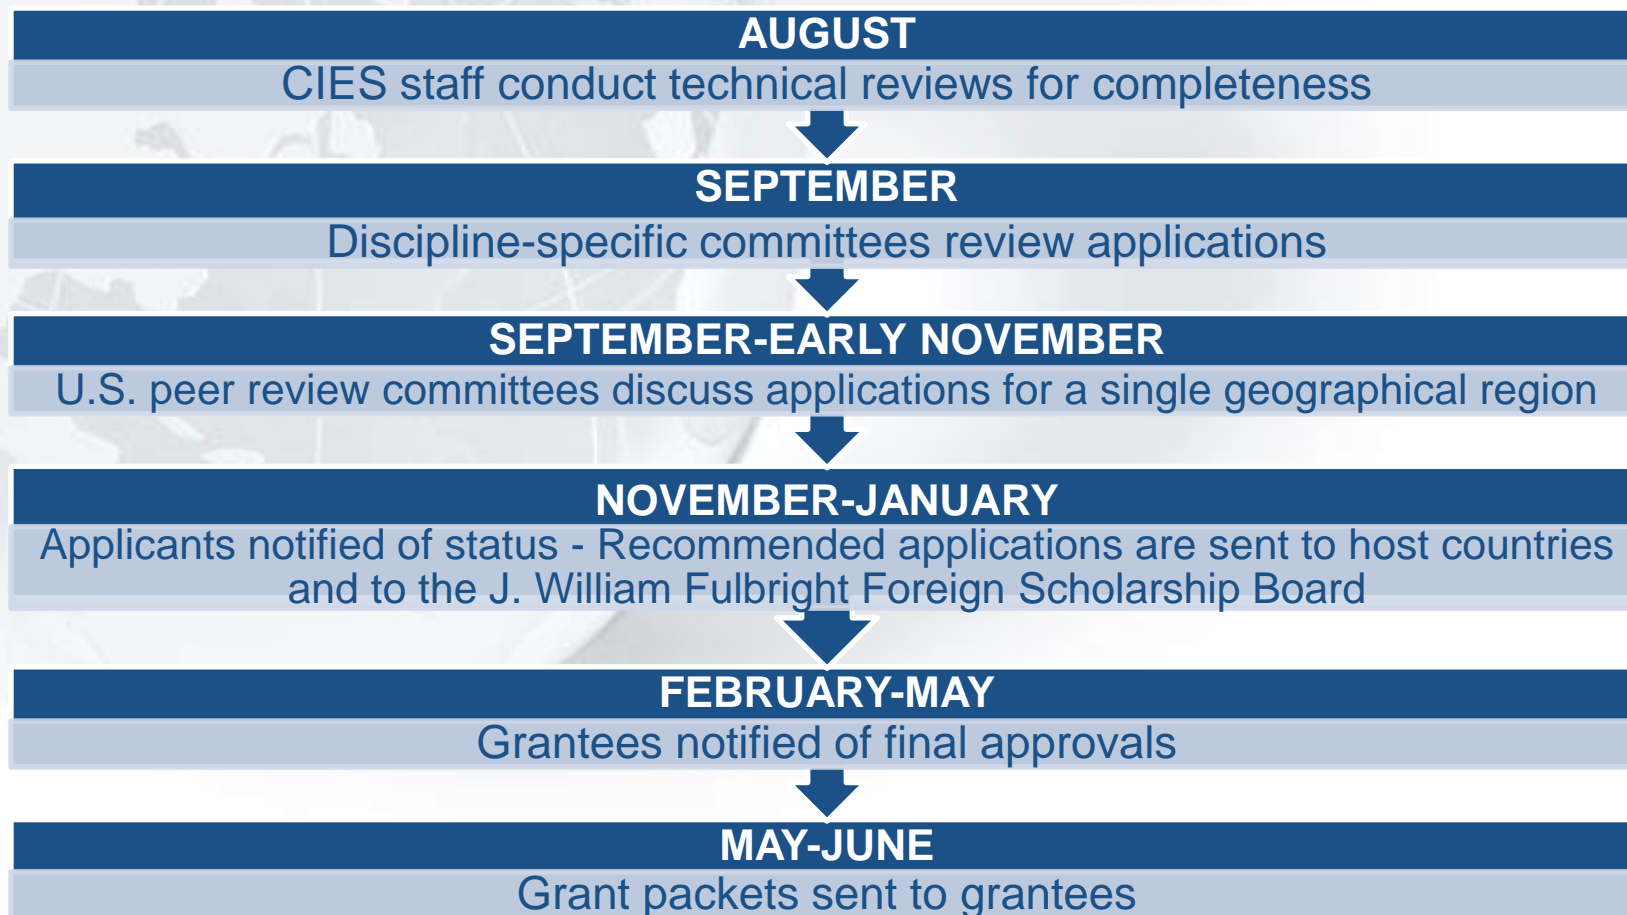 AUGUST
CIES staff conduct technical reviews for completeness
SEPTEMBER
Discipline-specific committees review applications
SEPTEMBER-EARLY NOVEMBER
U.S. peer review committees discuss applications for a single geographical region
NOVEMBER-JANUARY
Applicants notified of status - Recommended applications are sent to host countries
and to the J. William Fulbright Foreign Scholarship Board
FEBRUARY-MAY
Grantees notified of final approvals
MAY-JUNE
Grant packets sent to grantees